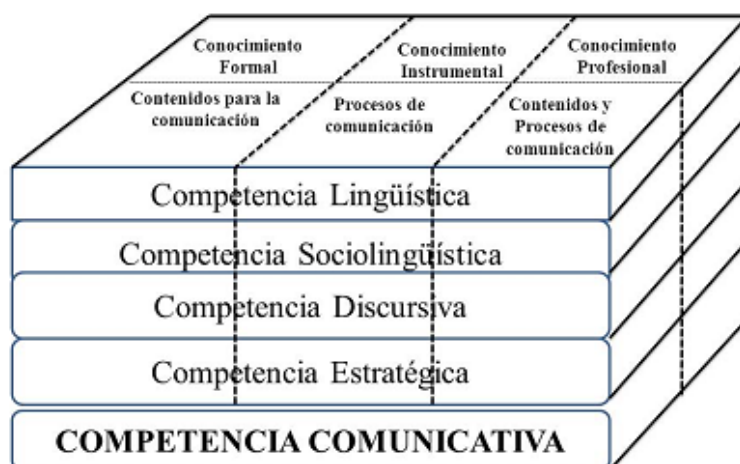 Conocimiento
Formal
Conocimiento
Instrumental
Conocimiento
Profesional
Contenidos para la
comunicación
Procesos de
comunicación
Contenidos y
Procesos de
comunicación
Competencia Lingüística
Competencia Sociolingüística
Competencia Discursiva
Competencia Estratégica
COMPETENCIA COMUNICATIVA